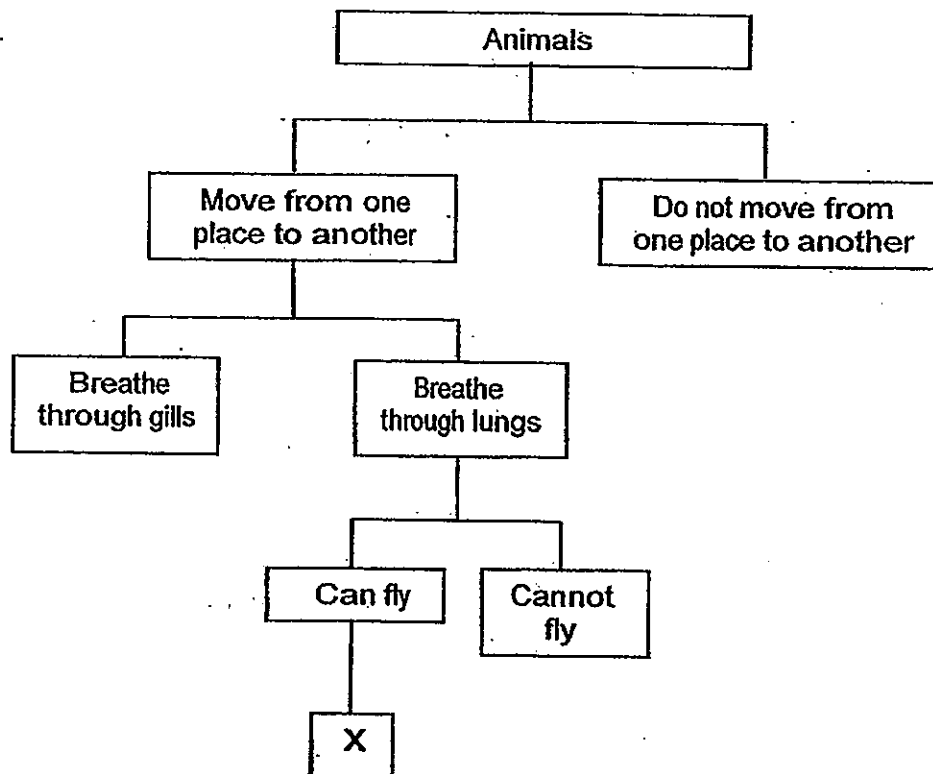 Animals
Move from one
place to another
Do not move from
one place to another
Breathe
through gills
Breathe
through lungs
Can fly
Cannot
fly
X